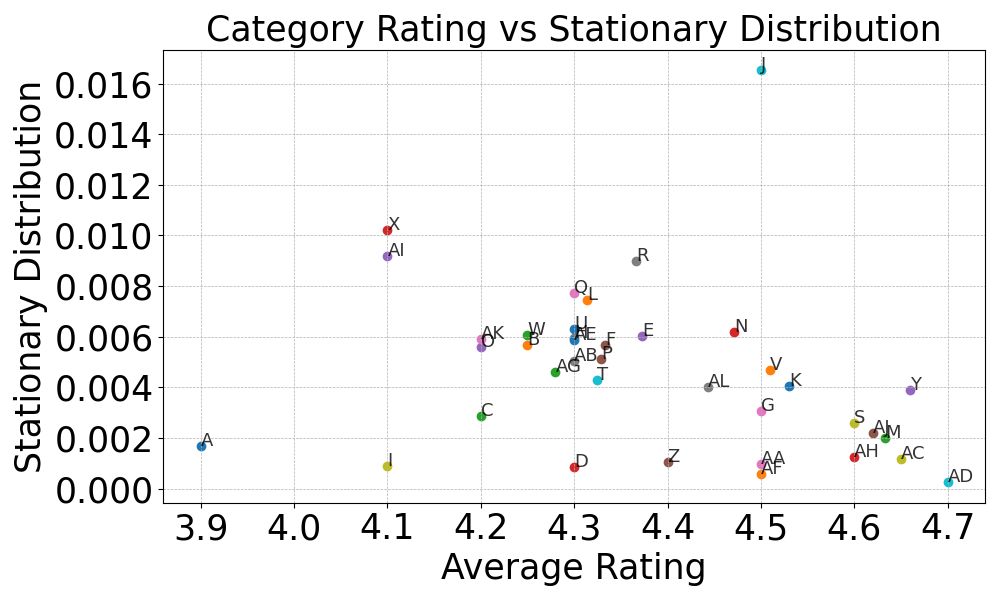 Category Rating vs Stationary Distribution
Stationary Distribution
0.016
0.014
0.012
0.010
0.008
0.006
0.004
0.002
0.000
J
X
AI
R
Q
L
U
AE
AK
O
W
B
E
F
P
N
AB
AG
T
V
AL
K
Y
C
G
S
AJ
M
A
I
D
Z
AA
AF
AH
AC
AD
3.9 4.0 4.1 4.2 4.3 4.4 4.5 4.6 4.7
Average Rating